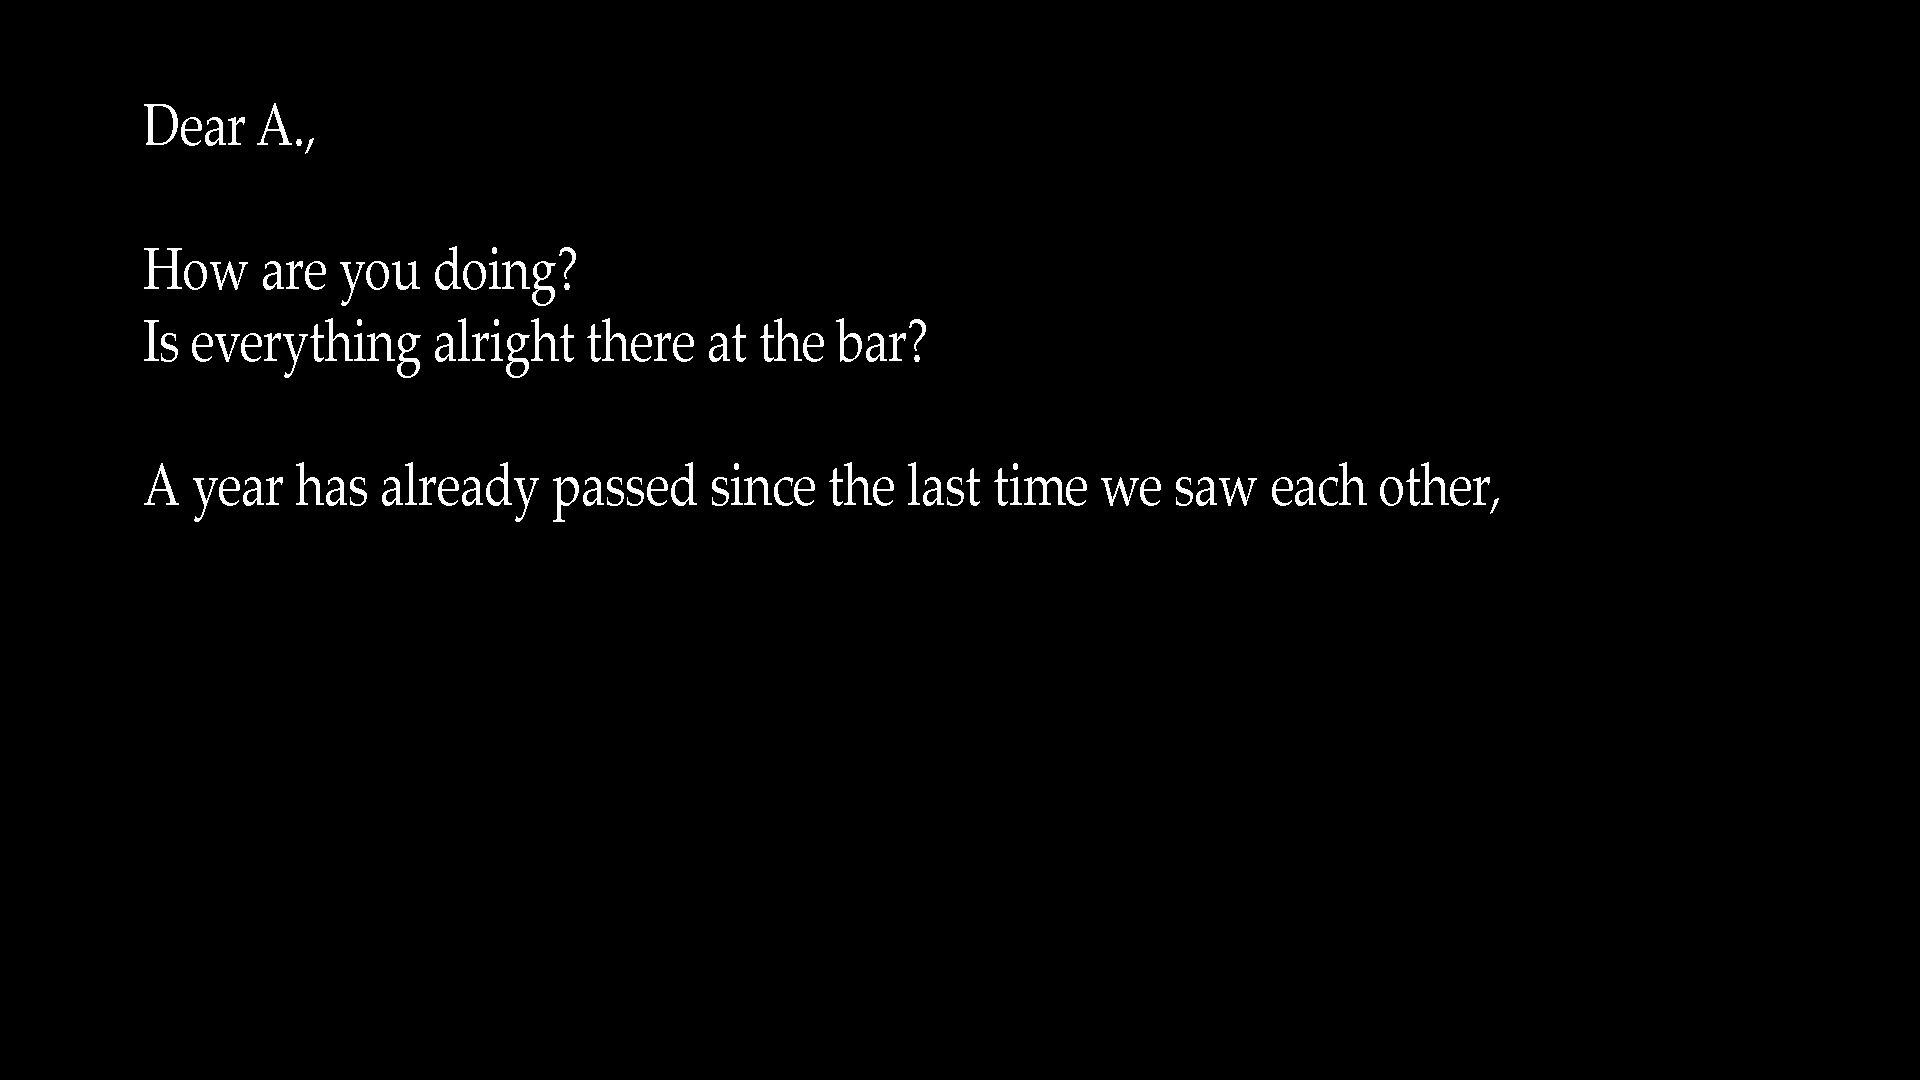 Dear A.,
How are you doing?
Is everything alright there at the bar?
A year has already passed since the last time we saw each other,